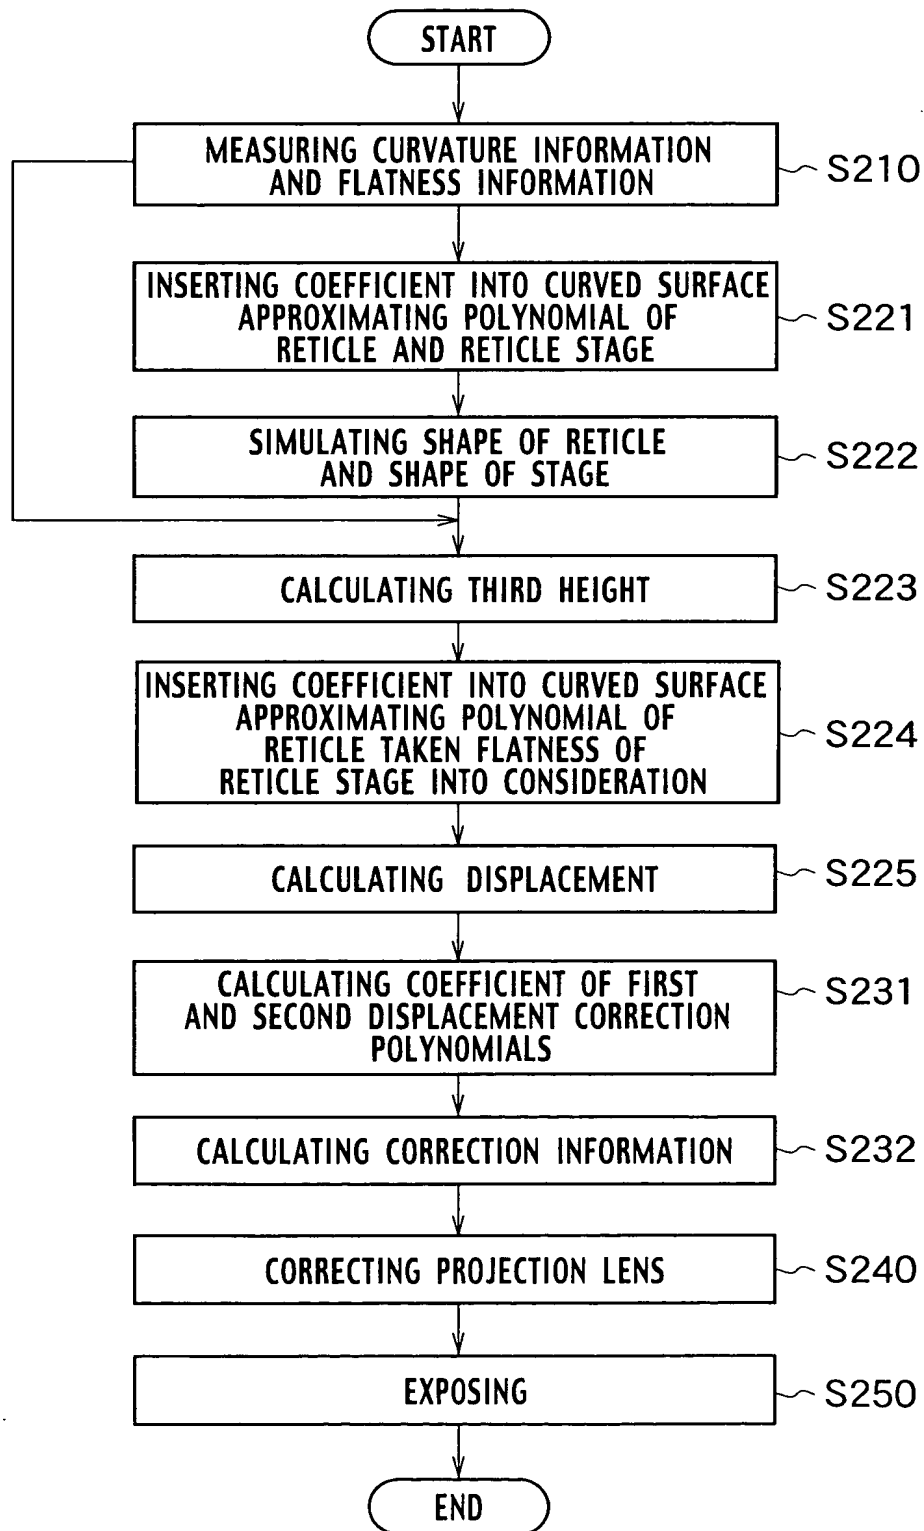 START
MEASURING CURVATURE INFORMATION
AND FLATNESS INFORMATION
S210
INSERTING COEFFICIENT INTO CURVED SURFACE
APPROXIMATING POLYNOMIAL OF
RETICLE AND RETICLE STAGE
S221
SIMULATING SHAPE OF RETICLE
AND SHAPE OF STAGE
S222
CALCULATING THIRD HEIGHT
S223
INSERTING COEFFICIENT INTO CURVED SURFACE
APPROXIMATING POLYNOMIAL OF
RETICLE TAKEN FLATNESS OF
RETICLE STAGE INTO CONSIDERATION
S224
CALCULATING DISPLACEMENT
S225
CALCULATING COEFFICIENT OF FIRST
AND SECOND DISPLACEMENT CORRECTION
POLYNOMIALS
S231
CALCULATING CORRECTION INFORMATION
S232
CORRECTING PROJECTION LENS
S240
EXPOSING
S250
END